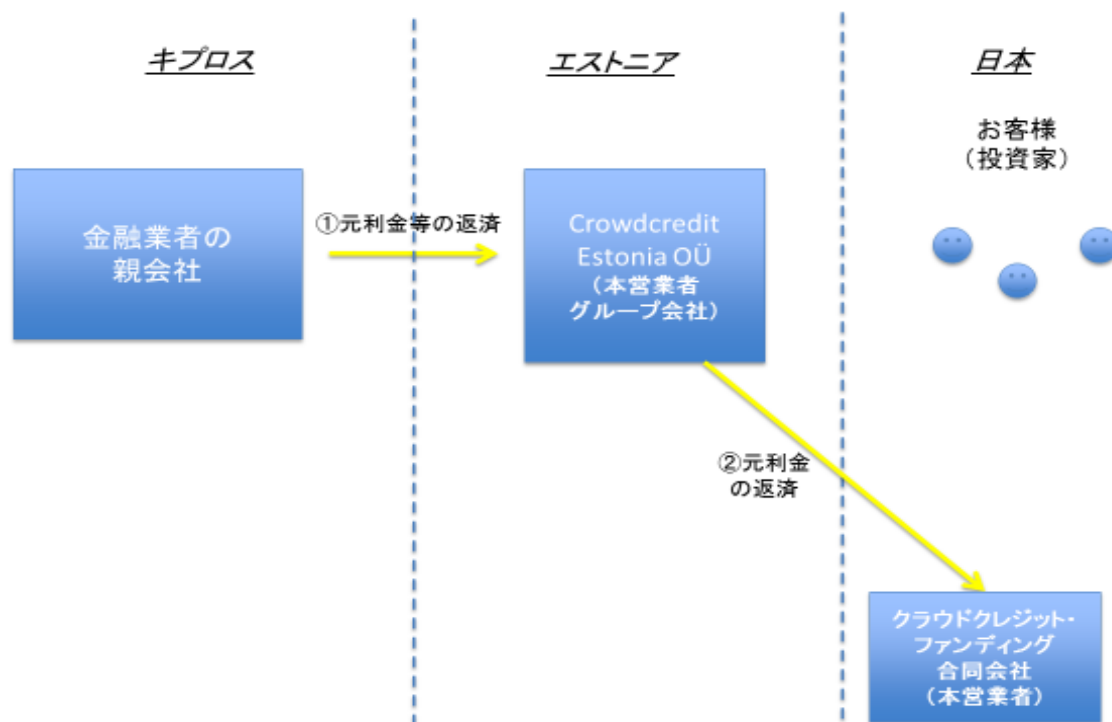 キプロス
エストニア
日本
お客様
（投資家）
金融業者の
親会社
①元利金等の返済
Crowdcredit
Estonia OÜ
（本営業者
グループ会社）
②元利金
の返済
クラウドクレジット・
ファンディング
合同会社
（本営業者）